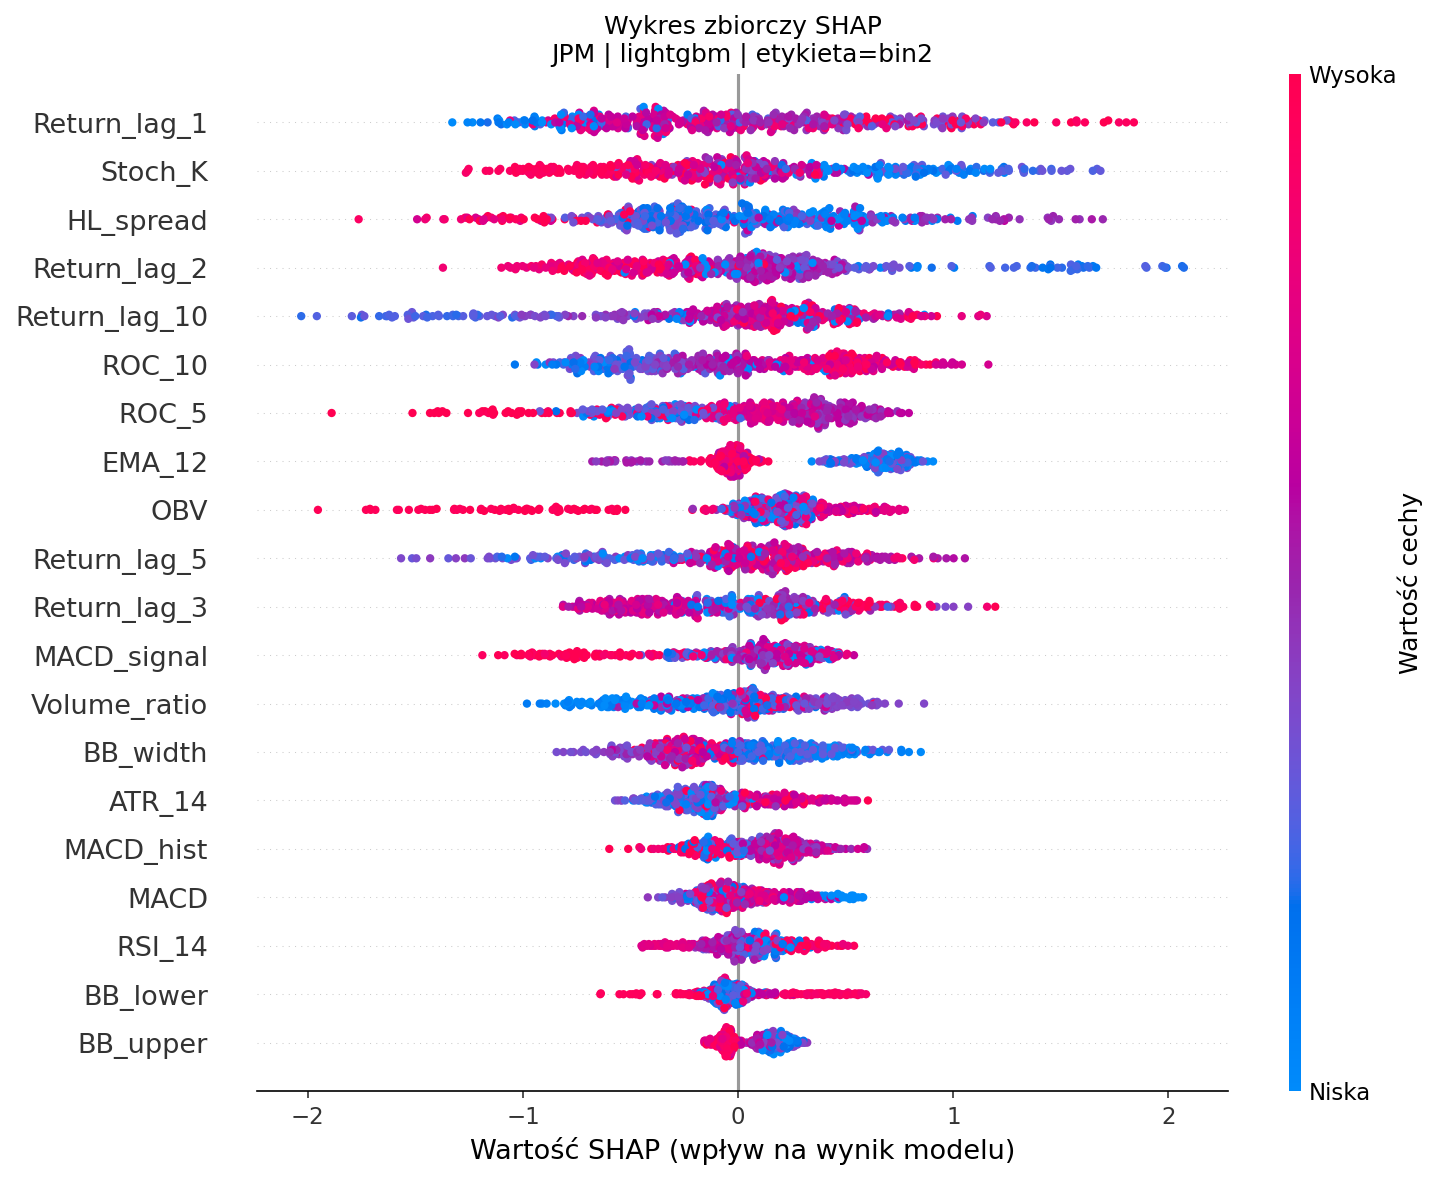 Wykres zbiorczy SHAP
JPM | lightgbm | etykieta=bin2
Wysoka
Return_lag_1
Stoch_K
HL_spread
Return_lag_2
Return_lag_10
ROC_10
ROC_5
EMA_12
OBV
Return_lag_5
Return_lag_3
MACD_signal
Volume_ratio
BB_width
ATR_14
MACD_hist
MACD
RSI_14
BB_lower
BB_upper
Wartość cechy
Niska
−2 −1 0 1 2
Wartość SHAP (wpływ na wynik modelu)